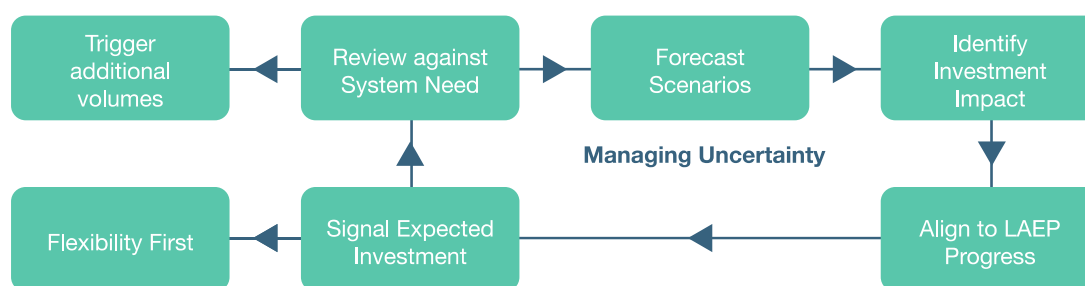 Trigger
additional
volumes
Review against
System Need
Forecast
Scenarios
Identify
Investment
Impact
Managing Uncertainty
Flexibility First
Signal Expected
Investment
Align to LAEP
Progress